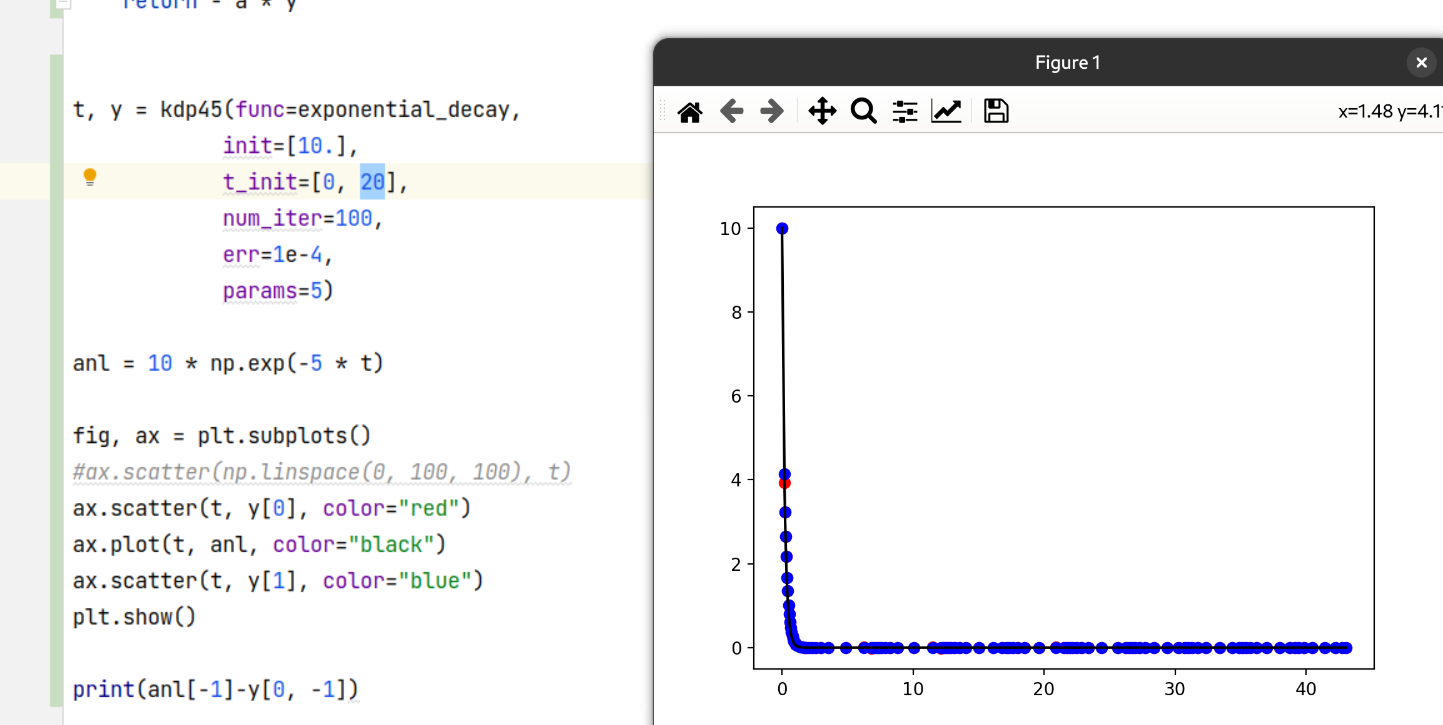 return - a * y
t, y = kdp45(func=exponential_decay,
init=[10.],
t_init=[0, 20],
num_iter=100,
err=1e-4,
params=5)
anl = 10 * np.exp(-5 * t)
fig, ax = plt.subplots()
#ax.scatter(np.linspace(0, 100, 100), t)
ax.scatter(t, y[0], color="red")
ax.plot(t, anl, color="black")
ax.scatter(t, y[1], color="blue")
plt.show()
print(anl[-1]-y[0, -1])
Figure 1
x=1.48 y=4.1
10
8
6
4
2
0
0 10 20 30 40